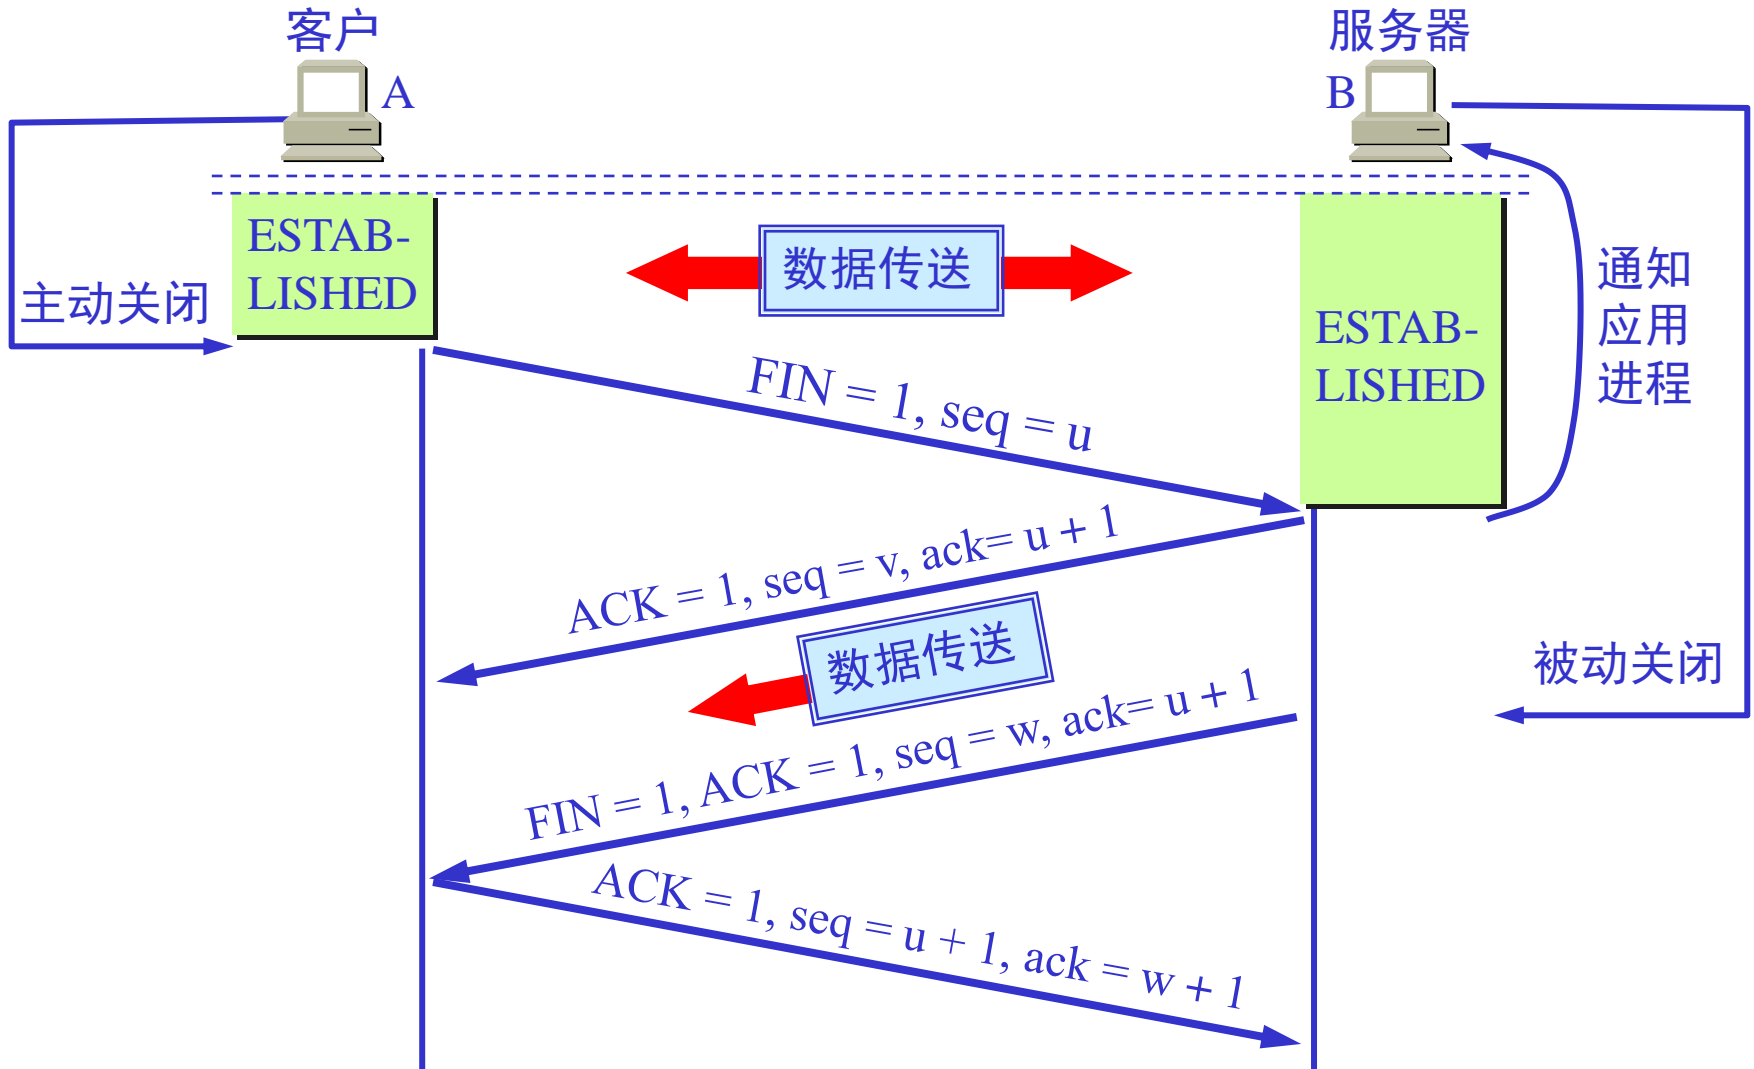 客户
服务器
A
B
ESTAB-
LISHED
数据传送
主动关闭
通知
应用
进程
ESTAB-
LISHED
FIN = 1, seq = u
ACK = 1, seq = v, ack= u + 1
数据传送
被动关闭
FIN = 1, ACK = 1, seq = w, ack= u + 1
ACK = 1, seq = u + 1, ack = w + 1